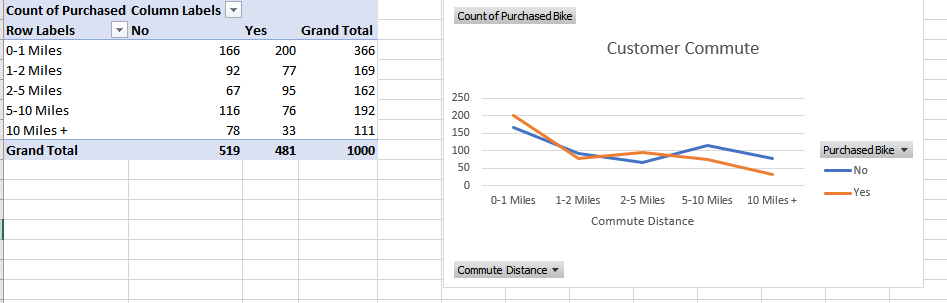 Count of Purchased Column Labels
Row Labels No Yes Grand Total
0-1 Miles 166 200 366
1-2 Miles 92 77 169
2-5 Miles 67 95 162
5-10 Miles 116 76 192
10 Miles + 78 33 111
Grand Total 519 481 1000
Count of Purchased Bike
Customer Commute
250
200
150
100
50
0
0-1 Miles 1-2 Miles 2-5 Miles 5-10 Miles 10 Miles +
Commute Distance
Purchased Bike
No
Yes
Commute Distance